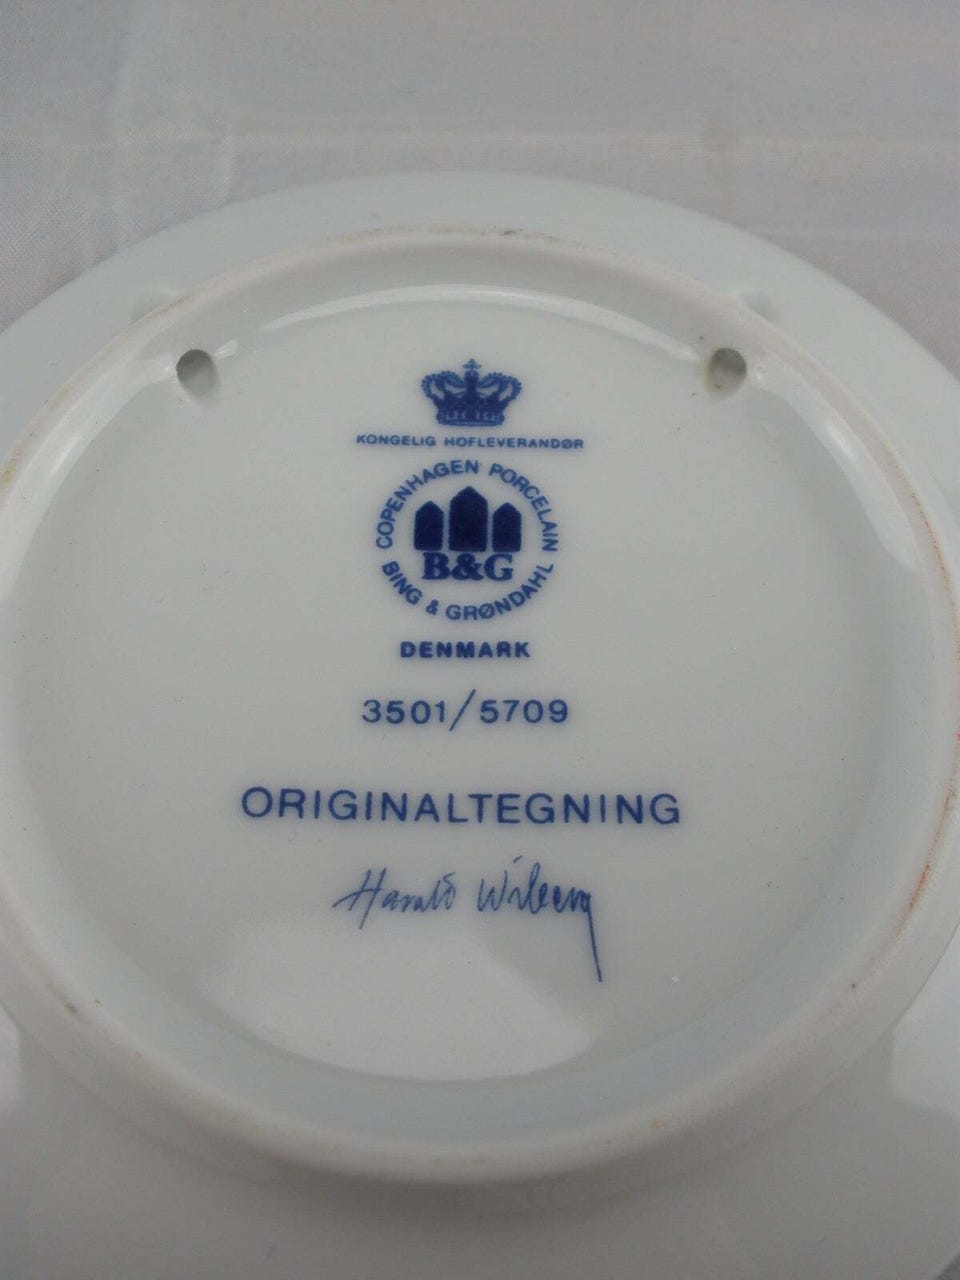 KONGELIG HOFLEVERANDØR
COPENHAGEN PORCELAIN
B&G
BING & GRØNDAHL
DENMARK
3501/5709
ORIGINALTEGNING
Harald Wiberg